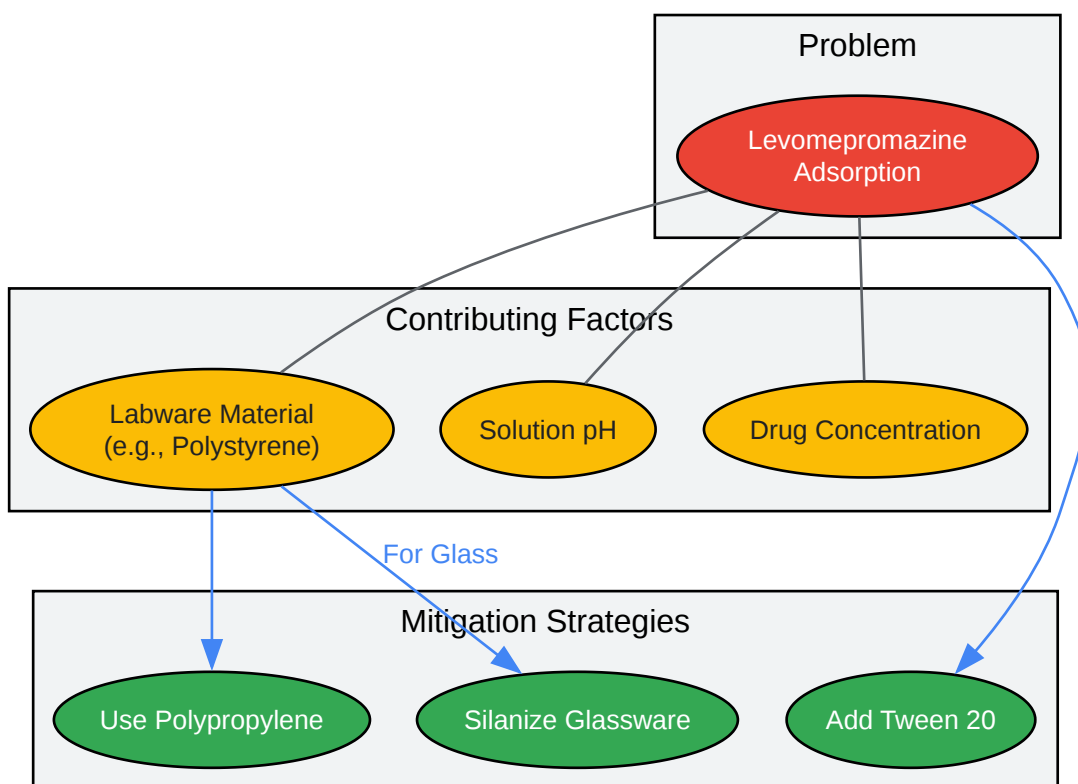 Problem
Levomepromazine
Adsorption
Contributing Factors
Labware Material
(e.g., Polystyrene)
Solution pH
Drug Concentration
For Glass
Mitigation Strategies
Use Polypropylene
Silanize Glassware
Add Tween 20